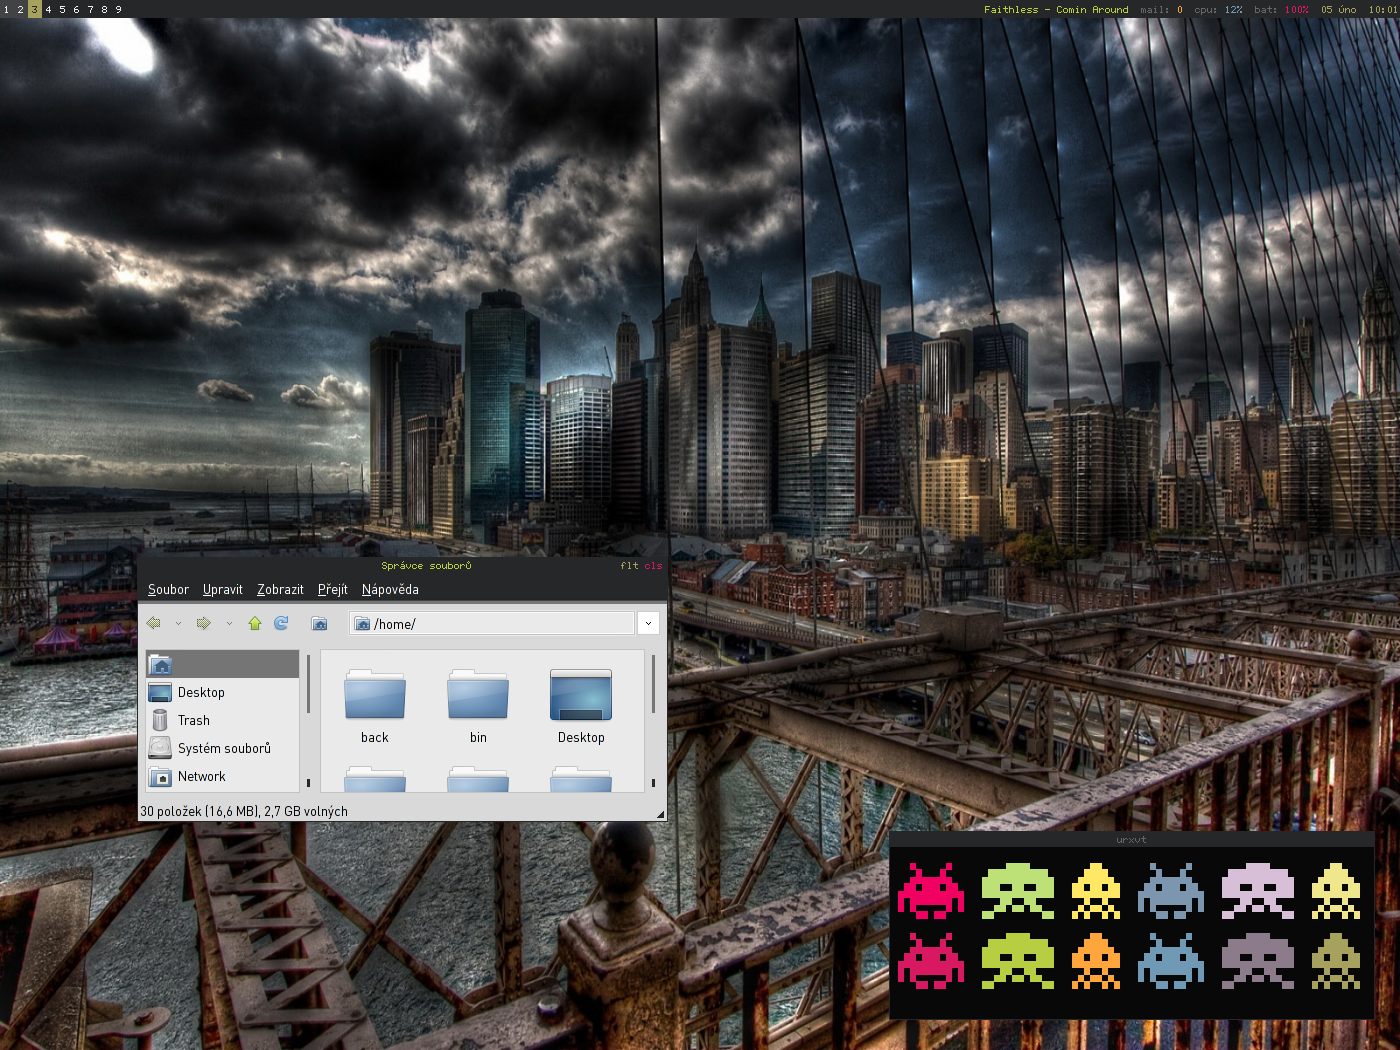 1 2 3 4 5 6 7 8 9 Faithless - Comin Around mail: 0 cpu: 12% bat: 100% 05 úno 10:01
Správce souborů flt cls
Soubor Upravit Zobrazit Přejít Nápověda
/home/
Desktop
Trash
Systém souborů
Network
back bin Desktop
30 položek (16,6 MB), 2,7 GB volných
urxvt